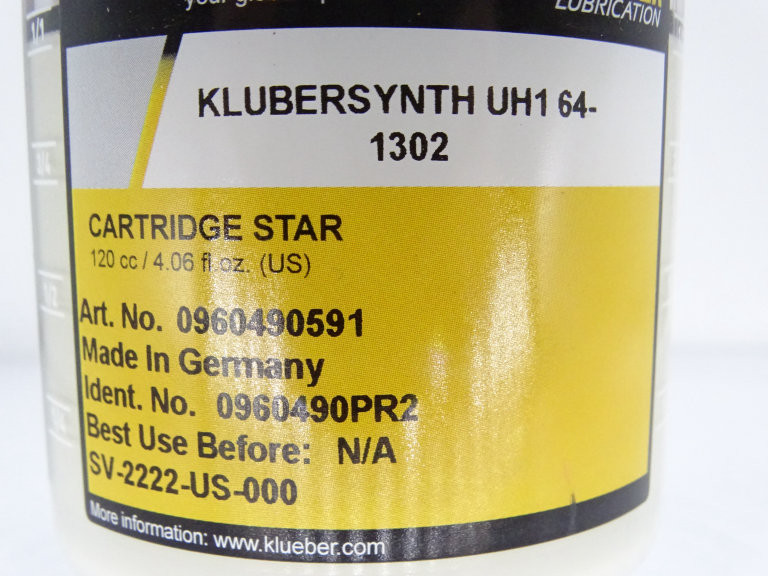 LUBRICATION
KLUBERSYNTH UH1 64-
1302
CARTRIDGE STAR
120 cc / 4.06 fl.oz. (US)
Art. No. 0960490591
Made In Germany
Ident. No. 0960490PR2
Best Use Before: N/A
SV-2222-US-000
More information: www.klueber.com